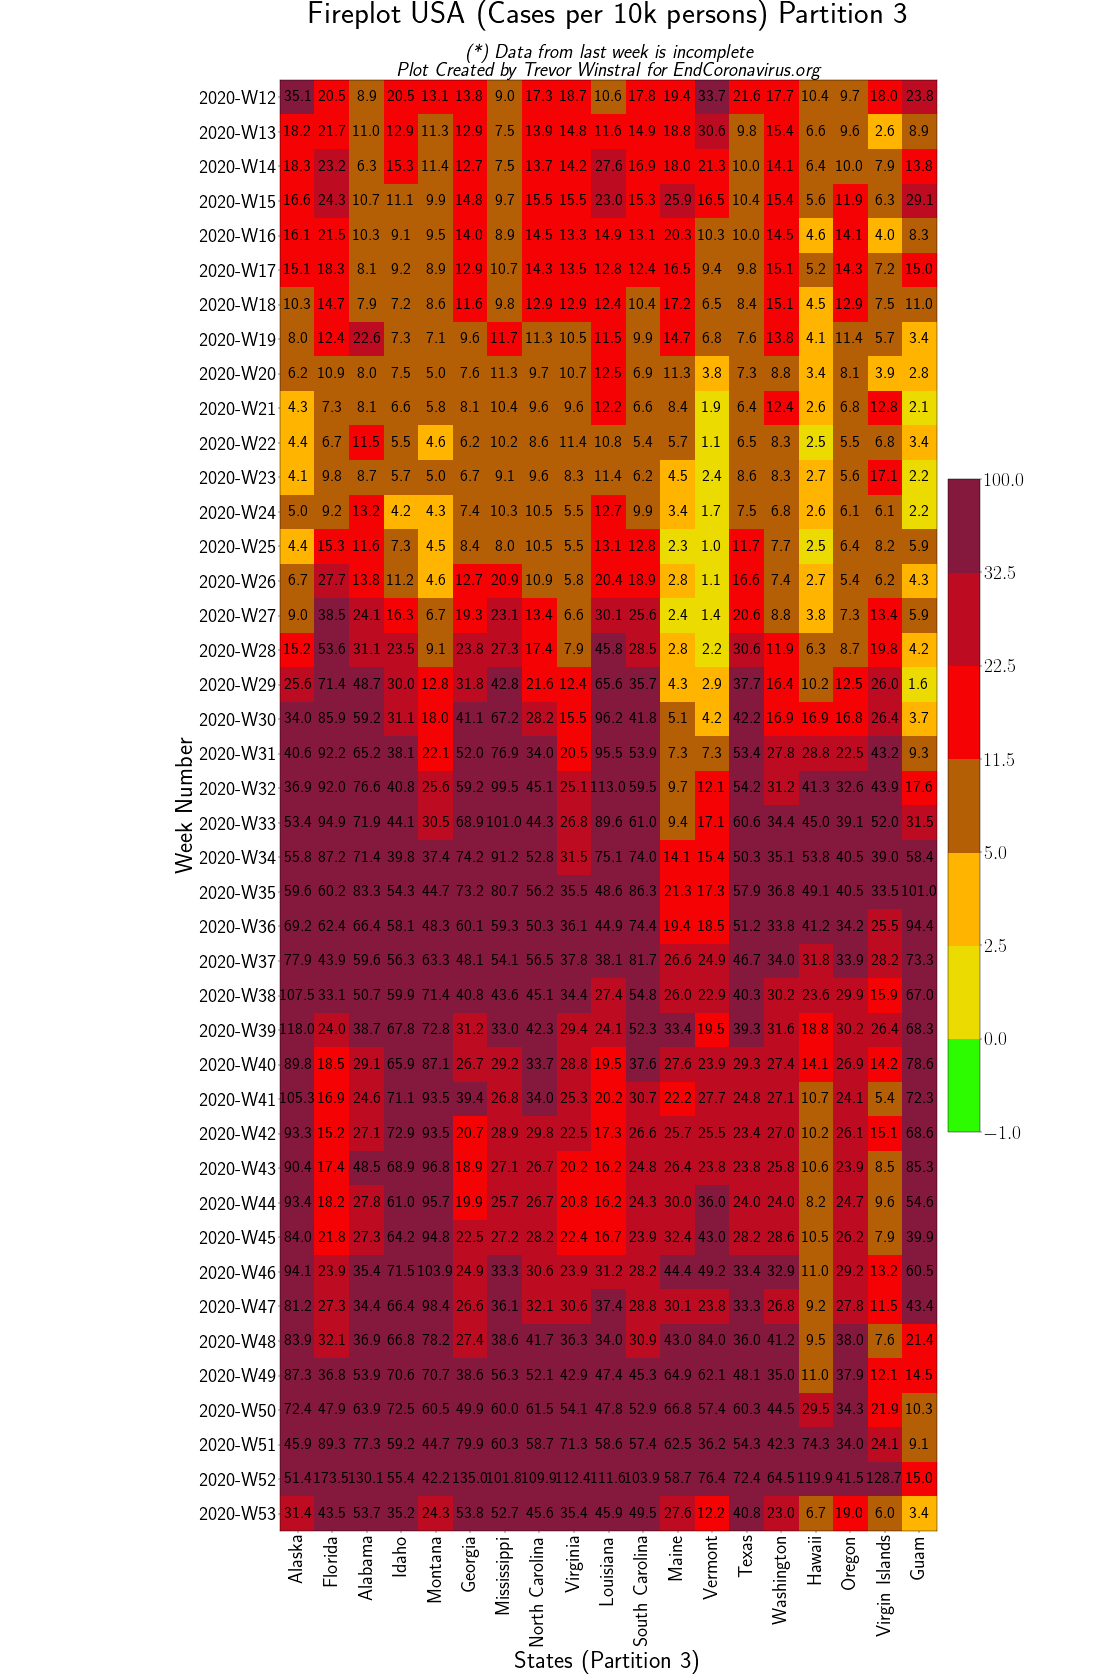 Fireplot USA (Cases per 10k persons) Partition 3
(*) Data from last week is incomplete
Plot Created by Trevor Winstral for EndCoronavirus.org
2020-W12 35.1 20.5 8.9 20.5 13.1 13.8 9.0 17.3 18.7 10.6 17.8 19.4 33.7 21.6 17.7 10.4 9.7 18.0 23.8
2020-W13 18.2 21.7 11.0 12.9 11.3 12.9 7.5 13.9 14.8 11.6 14.9 18.8 30.6 9.8 15.4 6.6 9.6 2.6 8.9
2020-W14 18.3 23.2 6.3 15.3 11.4 12.7 7.5 13.7 14.2 27.6 16.9 18.0 21.3 10.0 14.1 6.4 10.0 7.9 13.8
2020-W15 16.6 24.3 10.7 11.1 9.9 14.8 9.7 15.5 15.5 23.0 15.3 25.9 16.5 10.4 15.4 5.6 11.9 6.3 29.1
2020-W16 16.1 21.5 10.3 9.1 9.5 14.0 8.9 14.5 13.3 14.9 13.1 20.3 10.3 10.0 14.5 4.6 14.1 4.0 8.3
2020-W17 15.1 18.3 8.1 9.2 8.9 12.9 10.7 14.3 13.5 12.8 12.4 16.5 9.4 9.8 15.1 5.2 14.3 7.2 15.0
2020-W18 10.3 14.7 7.9 7.2 8.6 11.6 9.8 12.9 12.9 12.4 10.4 17.2 6.5 8.4 15.1 4.5 12.9 7.5 11.0
2020-W19 8.0 12.4 22.6 7.3 7.1 9.6 11.7 11.3 10.5 11.5 9.9 14.7 6.8 7.6 13.8 4.1 11.4 5.7 3.4
2020-W20 6.2 10.9 8.0 7.5 5.0 7.6 11.3 9.7 10.7 12.5 6.9 11.3 3.8 7.3 8.8 3.4 8.1 3.9 2.8
2020-W21 4.3 7.3 8.1 6.6 5.8 8.1 10.4 9.6 9.6 12.2 6.6 8.4 1.9 6.4 12.4 2.6 6.8 12.8 2.1
2020-W22 4.4 6.7 11.5 5.5 4.6 6.2 10.2 8.6 11.4 10.8 5.4 5.7 1.1 6.5 8.3 2.5 5.5 6.8 3.4
2020-W23 4.1 9.8 8.7 5.7 5.0 6.7 9.1 9.6 8.3 11.4 6.2 4.5 2.4 8.6 8.3 2.7 5.6 17.1 2.2
2020-W24 5.0 9.2 13.2 4.2 4.3 7.4 10.3 10.5 5.5 12.7 9.9 3.4 1.7 7.5 6.8 2.6 6.1 6.1 2.2
2020-W25 4.4 15.3 11.6 7.3 4.5 8.4 8.0 10.5 5.5 13.1 12.8 2.3 1.0 11.7 7.7 2.5 6.4 8.2 5.9
2020-W26 6.7 27.7 13.8 11.2 4.6 12.7 20.9 10.9 5.8 20.4 18.9 2.8 1.1 16.6 7.4 2.7 5.4 6.2 4.3
2020-W27 9.0 38.5 24.1 16.3 6.7 19.3 23.1 13.4 6.6 30.1 25.6 2.4 1.4 20.6 8.8 3.8 7.3 13.4 5.9
2020-W28 15.2 53.6 31.1 23.5 9.1 23.8 27.3 17.4 7.9 45.8 28.5 2.8 2.2 30.6 11.9 6.3 8.7 19.8 4.2
2020-W29 25.6 71.4 48.7 30.0 12.8 31.8 42.8 21.6 12.4 65.6 35.7 4.3 2.9 37.7 16.4 10.2 12.5 26.0 1.6
2020-W30 34.0 85.9 59.2 31.1 18.0 41.1 67.2 28.2 15.5 96.2 41.8 5.1 4.2 42.2 16.9 16.9 16.8 26.4 3.7
2020-W31 40.6 92.2 65.2 38.1 22.1 52.0 76.9 34.0 20.5 95.5 53.9 7.3 7.3 53.4 27.8 28.8 22.5 43.2 9.3
2020-W32 36.9 92.0 76.6 40.8 25.6 59.2 99.5 45.1 25.1 113.0 59.5 9.7 12.1 54.2 31.2 41.3 32.6 43.9 17.6
2020-W33 53.4 94.9 71.9 44.1 30.5 68.9 101.0 44.3 26.8 89.6 61.0 9.4 17.1 60.6 34.4 45.0 39.1 52.0 31.5
2020-W34 55.8 87.2 71.4 39.8 37.4 74.2 91.2 52.8 31.5 75.1 74.0 14.1 15.4 50.3 35.1 53.8 40.5 39.0 58.4
2020-W35 59.6 60.2 83.3 54.3 44.7 73.2 80.7 56.2 35.5 48.6 86.3 21.3 17.3 57.9 36.8 49.1 40.5 33.5 101.0
2020-W36 69.2 62.4 66.4 58.1 48.3 60.1 59.3 50.3 36.1 44.9 74.4 19.4 18.5 51.2 33.8 41.2 34.2 25.5 94.4
2020-W37 77.9 43.9 59.6 56.3 63.3 48.1 54.1 56.5 37.8 38.1 81.7 26.6 24.9 46.7 34.0 31.8 33.9 28.2 73.3
2020-W38 107.5 33.1 50.7 59.9 71.4 40.8 43.6 45.1 34.4 27.4 54.8 26.0 22.9 40.3 30.2 23.6 29.9 15.9 67.0
2020-W39 118.0 24.0 38.7 67.8 72.8 31.2 33.0 42.3 29.4 24.1 52.3 33.4 19.5 39.3 31.6 18.8 30.2 26.4 68.3
2020-W40 89.8 18.5 29.1 65.9 87.1 26.7 29.2 33.7 28.8 19.5 37.6 27.6 23.9 29.3 27.4 14.1 26.9 14.2 78.6
2020-W41 105.3 16.9 24.6 71.1 93.5 39.4 26.8 34.0 25.3 20.2 30.7 22.2 27.7 24.8 27.1 10.7 24.1 5.4 72.3
2020-W42 93.3 15.2 27.1 72.9 93.5 20.7 28.9 29.8 22.5 17.3 26.6 25.7 25.5 23.4 27.0 10.2 26.1 15.1 68.6
2020-W43 90.4 17.4 48.5 68.9 96.8 18.9 27.1 26.7 20.2 16.2 24.8 26.4 23.8 23.8 25.8 10.6 23.9 8.5 85.3
2020-W44 93.4 18.2 27.8 61.0 95.7 19.9 25.7 26.7 20.8 16.2 24.3 30.0 36.0 24.0 24.0 8.2 24.7 9.6 54.6
2020-W45 84.0 21.8 27.3 64.2 94.8 22.5 27.2 28.2 22.4 16.7 23.9 32.4 43.0 28.2 28.6 10.5 26.2 7.9 39.9
2020-W46 94.1 23.9 35.4 71.5 103.9 24.9 33.3 30.6 23.9 31.2 28.2 44.4 49.2 33.4 32.9 11.0 29.2 13.2 60.5
2020-W47 81.2 27.3 34.4 66.4 98.4 26.6 36.1 32.1 30.6 37.4 28.8 30.1 23.8 33.3 26.8 9.2 27.8 11.5 43.4
2020-W48 83.9 32.1 36.9 66.8 78.2 27.4 38.6 41.7 36.3 34.0 30.9 43.0 84.0 36.0 41.2 9.5 38.0 7.6 21.4
2020-W49 87.3 36.8 53.9 70.6 70.7 38.6 56.3 52.1 42.9 47.4 45.3 64.9 62.1 48.1 35.0 11.0 37.9 12.1 14.5
2020-W50 72.4 47.9 63.9 72.5 60.5 49.9 60.0 61.5 54.1 47.8 52.9 66.8 57.4 60.3 44.5 29.5 34.3 21.9 10.3
2020-W51 45.9 89.3 77.3 59.2 44.7 79.9 60.3 58.7 71.3 58.6 57.4 62.5 36.2 54.3 42.3 74.3 34.0 24.1 9.1
2020-W52 51.4 173.5 130.1 55.4 42.2 135.0 101.8 109.9 112.4 111.6 103.9 58.7 76.4 72.4 64.5 119.9 41.5 128.7 15.0
2020-W53 31.4 43.5 53.7 35.2 24.3 53.8 52.7 45.6 35.4 45.9 49.5 27.6 12.2 40.8 23.0 6.7 19.0 6.0 3.4
Week Number
Alaska
Florida
Alabama
Idaho
Montana
Georgia
Mississippi
North Carolina
Virginia
Louisiana
South Carolina
Maine
Vermont
Texas
Washington
Hawaii
Oregon
Virgin Islands
Guam
States (Partition 3)
100.0
32.5
22.5
11.5
5.0
2.5
0.0
−1.0